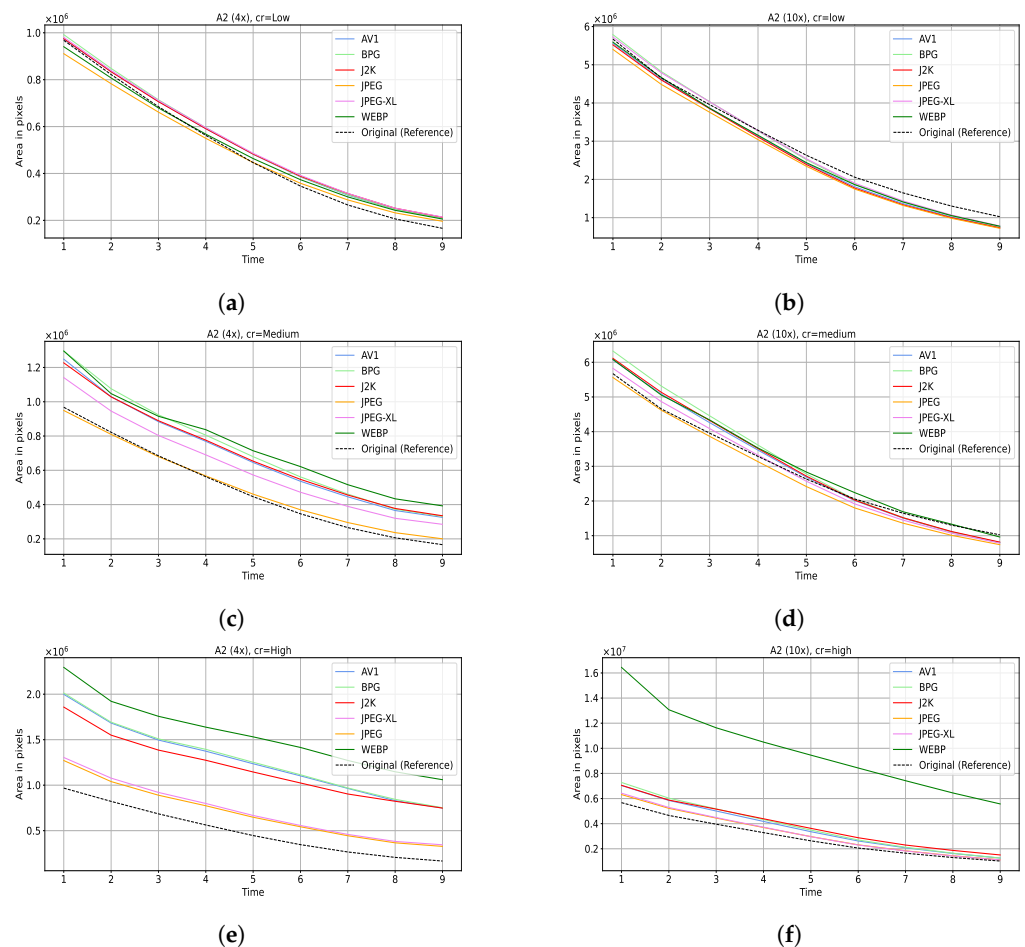 A2 (4x), cr=Low
×10⁶
Area in pixels
1.0
0.8
0.6
0.4
0.2
1 2 3 4 5 6 7 8 9
Time
AV1
BPG
J2K
JPEG
JPEG-XL
WEBP
Original (Reference)
(a)
A2 (10x), cr=low
×10⁶
Area in pixels
6
5
4
3
2
1
1 2 3 4 5 6 7 8 9
Time
AV1
BPG
J2K
JPEG
JPEG-XL
WEBP
Original (Reference)
(b)
A2 (4x), cr=Medium
×10⁶
Area in pixels
1.2
1.0
0.8
0.6
0.4
0.2
1 2 3 4 5 6 7 8 9
Time
AV1
BPG
J2K
JPEG
JPEG-XL
WEBP
Original (Reference)
(c)
A2 (10x), cr=medium
×10⁶
Area in pixels
6
5
4
3
2
1
1 2 3 4 5 6 7 8 9
Time
AV1
BPG
J2K
JPEG
JPEG-XL
WEBP
Original (Reference)
(d)
A2 (4x), cr=High
×10⁶
Area in pixels
2.0
1.5
1.0
0.5
1 2 3 4 5 6 7 8 9
Time
AV1
BPG
J2K
JPEG-XL
JPEG
WEBP
Original (Reference)
(e)
A2 (10x), cr=high
×10⁷
Area in pixels
1.6
1.4
1.2
1.0
0.8
0.6
0.4
0.2
1 2 3 4 5 6 7 8 9
Time
AV1
BPG
J2K
JPEG
JPEG-XL
WEBP
Original (Reference)
(f)